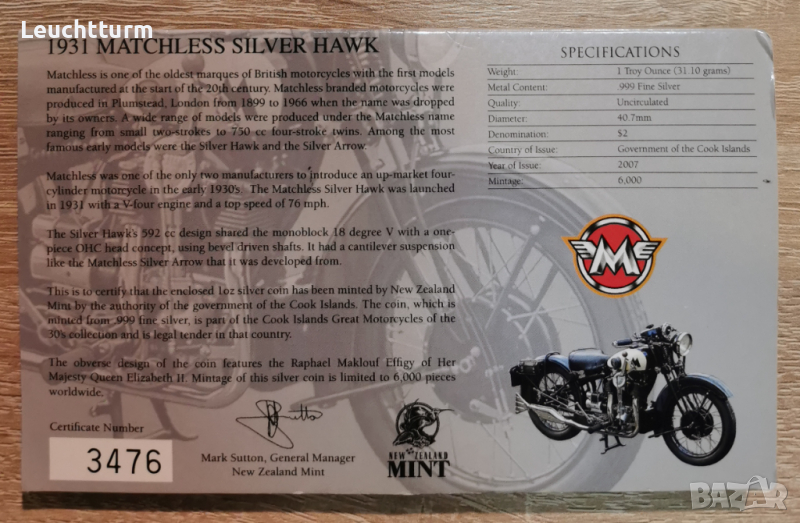 Leuchtturm
1931 MATCHLESS SILVER HAWK
Matchless is one of the oldest marques of British motorcycles with the first models
manufactured at the start of the 20th century. Matchless branded motorcycles were
produced in Plumstead, London from 1899 to 1966 when the name was dropped
by its owners. A wide range of models were produced under the Matchless name
ranging from small two-strokes to 750 cc four-stroke twins. Among the most
famous early models were the Silver Hawk and the Silver Arrow.
Matchless was one of the only two manufacturers to introduce an up-market four-
cylinder motorcycle in the early 1930's. The Matchless Silver Hawk was launched
in 1931 with a V-four engine and a top speed of 76 mph.
The Silver Hawk's 592 cc design shared the monoblock 18 degree V with a one-
piece OHC head concept, using bevel driven shafts. It had a cantilever suspension
like the Matchless Silver Arrow that it was developed from.
This is to certify that the enclosed 1oz silver coin has been minted by New Zealand
Mint by the authority of the government of the Cook Islands. The coin, which is
minted from .999 fine silver, is part of the Cook Islands Great Motorcycles of the
30's collection and is legal tender in that country.
The obverse design of the coin features the Raphael Maklouf Effigy of Her
Majesty Queen Elizabeth II. Mintage of this silver coin is limited to 6,000 pieces
worldwide.
Certificate Number
3476
Mark Sutton, General Manager
New Zealand Mint
NEW ZEALAND
MINT
SPECIFICATIONS
Weight: 1 Troy Ounce (31.10 grams)
Metal Content: .999 Fine Silver
Quality: Uncirculated
Diameter: 40.7mm
Denomination: $2
Country of Issue: Government of the Cook Islands
Year of Issue: 2007
Mintage: 6,000
M
BAZAR